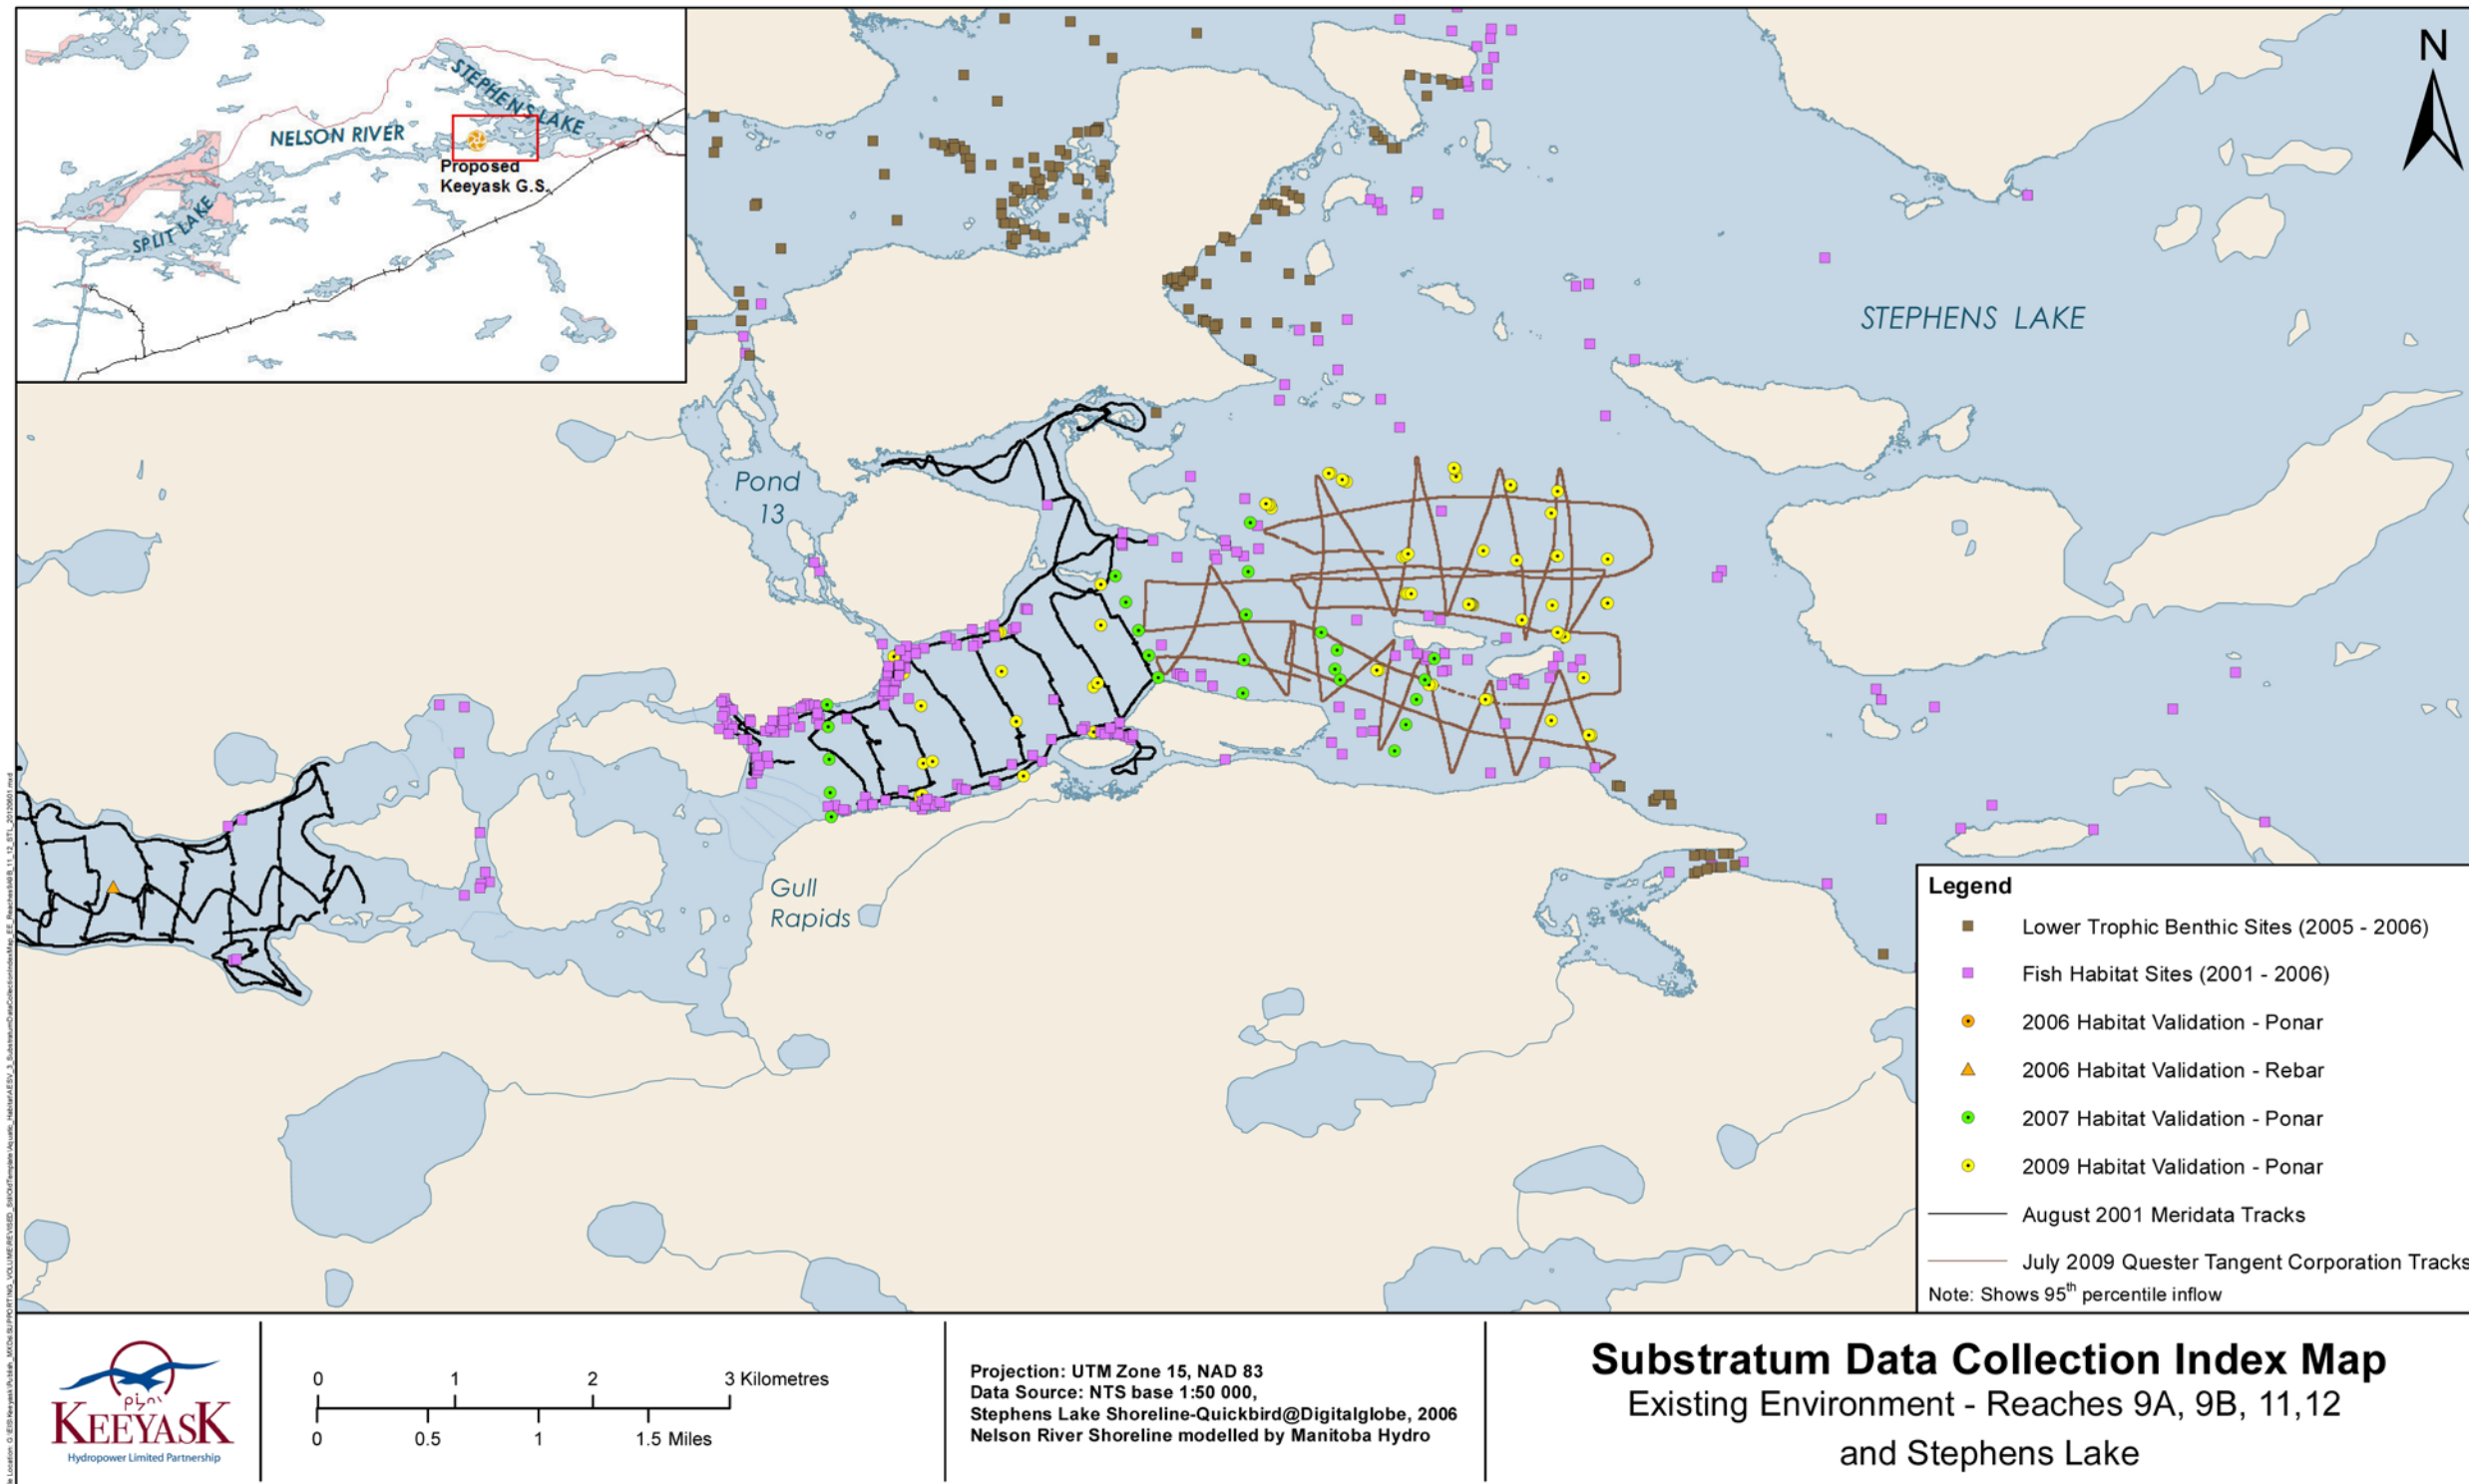 STEPHENS LAKE
NELSON RIVER
Proposed
Keeyask G.S.
SPLIT LAKE
N
STEPHENS LAKE
Pond
13
Gull
Rapids
Legend
Lower Trophic Benthic Sites (2005 - 2006)
Fish Habitat Sites (2001 - 2006)
2006 Habitat Validation - Ponar
2006 Habitat Validation - Rebar
2007 Habitat Validation - Ponar
2009 Habitat Validation - Ponar
August 2001 Meridata Tracks
July 2009 Quester Tangent Corporation Tracks
Note: Shows 95th percentile inflow
KEEYASK
Hydropower Limited Partnership
0 1 2 3 Kilometres
0 0.5 1 1.5 Miles
Projection: UTM Zone 15, NAD 83
Data Source: NTS base 1:50 000,
Stephens Lake Shoreline-Quickbird@Digitalglobe, 2006
Nelson River Shoreline modelled by Manitoba Hydro
Substratum Data Collection Index Map
Existing Environment - Reaches 9A, 9B, 11,12
and Stephens Lake